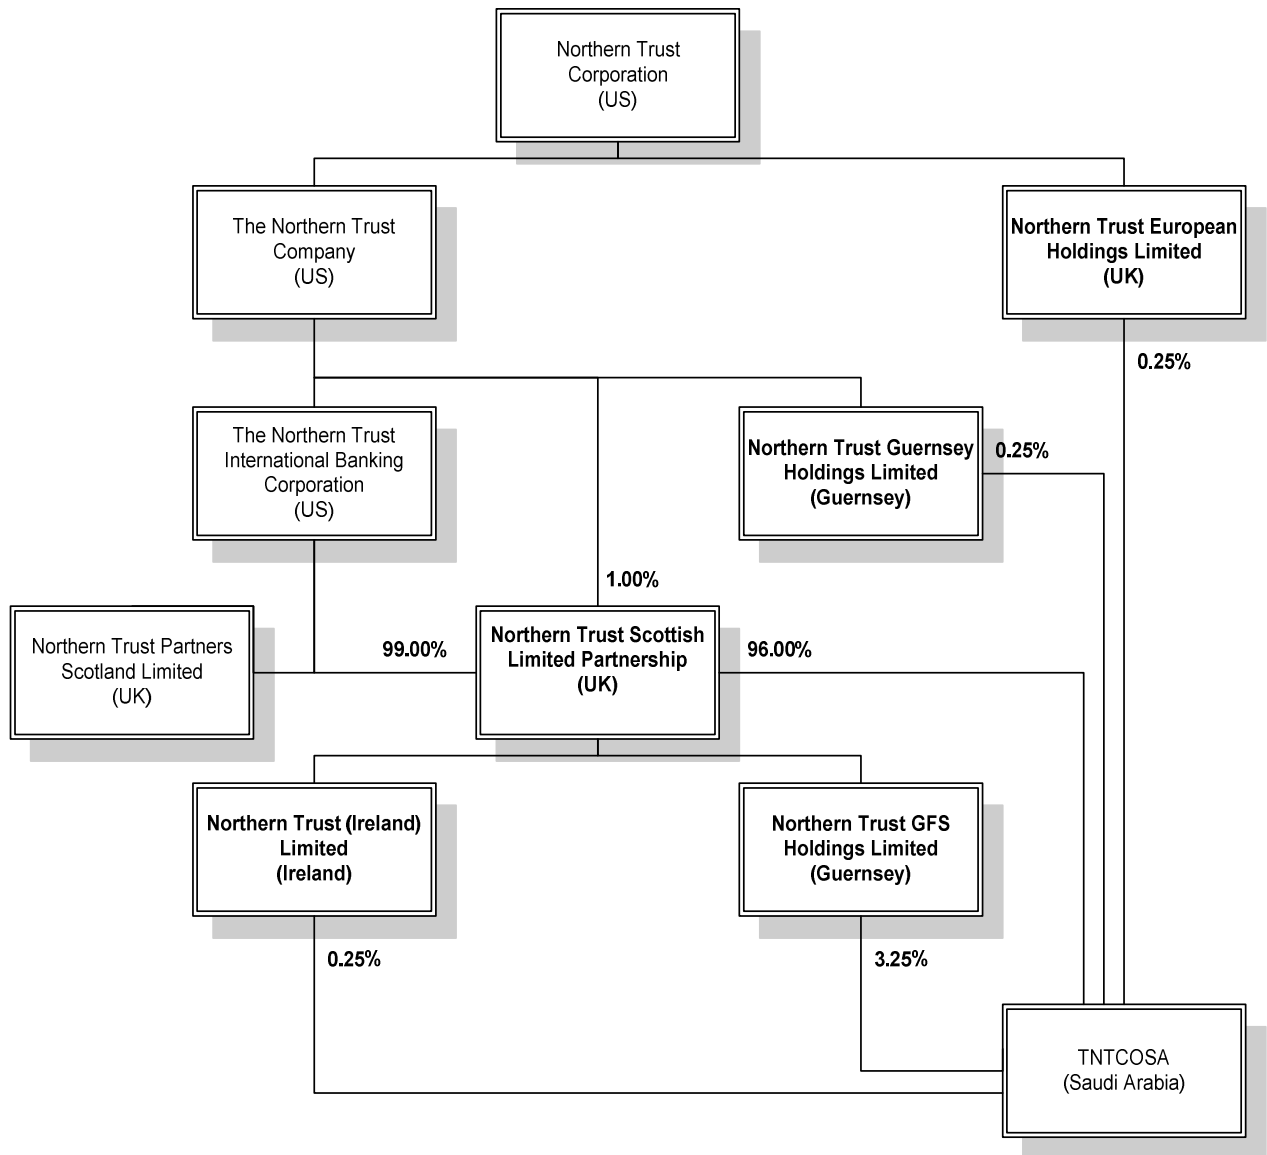 Northern Trust
Corporation
(US)
The Northern Trust
Company
(US)
Northern Trust European
Holdings Limited
(UK)
0.25%
The Northern Trust
International Banking
Corporation
(US)
Northern Trust Guernsey
Holdings Limited
(Guernsey)
0.25%
1.00%
Northern Trust Partners
Scotland Limited
(UK)
99.00%
Northern Trust Scottish
Limited Partnership
(UK)
96.00%
Northern Trust (Ireland)
Limited
(Ireland)
Northern Trust GFS
Holdings Limited
(Guernsey)
0.25%
3.25%
TNTCOSA
(Saudi Arabia)